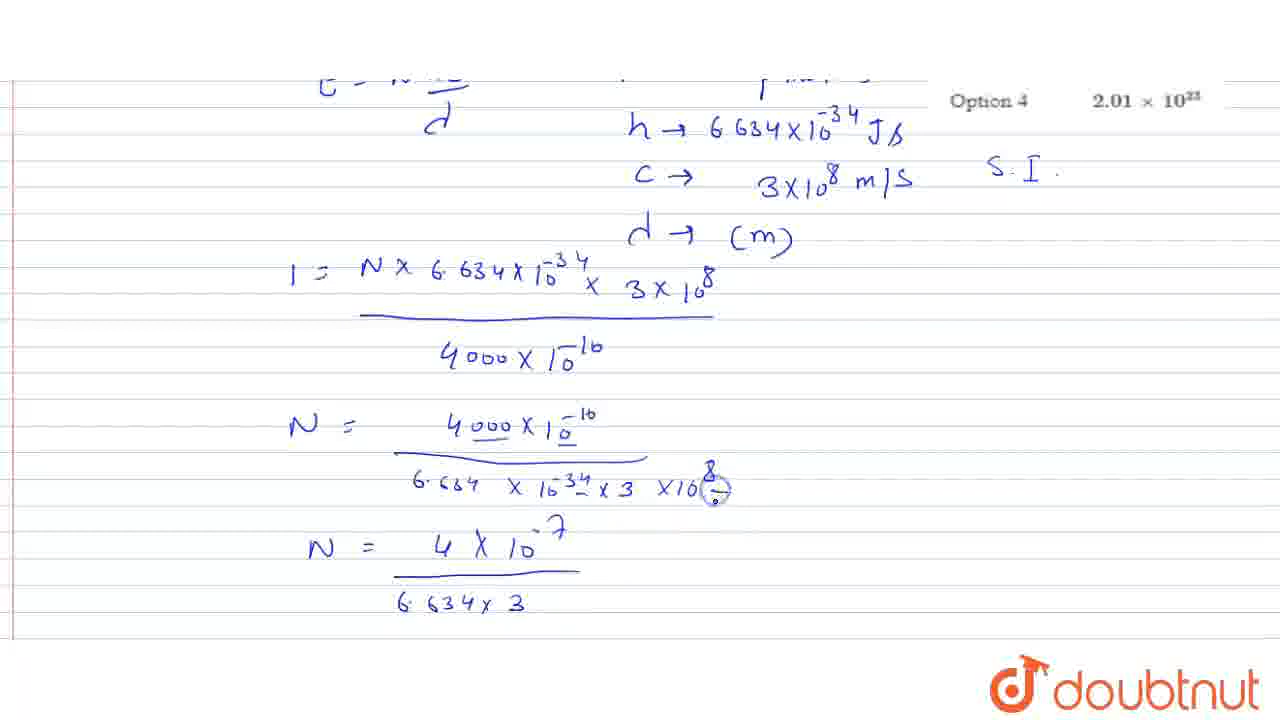 d
Option 4 2.01 × 10²³
h → 6.634 × 10⁻³⁴ J s
c → 3 × 10⁸ m/s S.I.
d → (m)
1 = N × 6.634 × 10⁻³⁴ × 3 × 10⁸
4000 × 10⁻¹⁰
N = 4000 × 10⁻¹⁰
6.634 × 10⁻³⁴ × 3 × 10⁸
N = 4 × 10⁻⁷
6.634 × 3
doubtnut